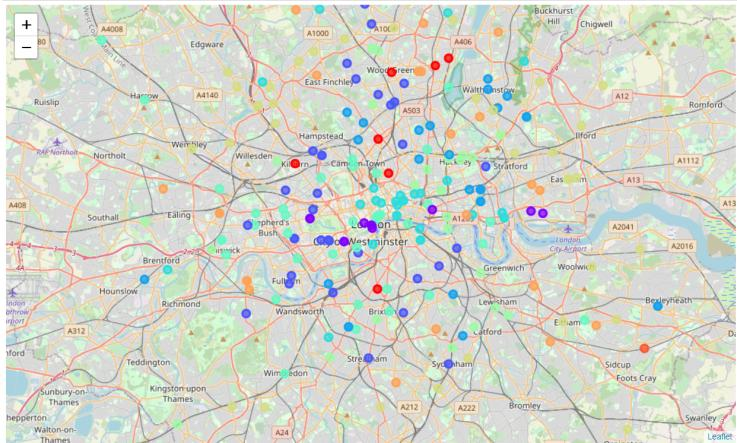 +
−
Buckhurst
Hill
Chigwell
A4008
A1000
A406
Edgware
Wood Green
East Finchley
Harrow
A4140
Walthamstow
A12
Romford
Ruislip
A503
Ilford
Hampstead
Wembley
RAF Northolt
Northolt
Willesden
Kilburn
Camden Town
Hackney
Stratford
A1112
East Ham
A13
A408
Southall
Ealing
Shepherd's
Bush
London
A2041
London
City Airport
Westminster
A2016
Chiswick
Brentford
Greenwich
Woolwich
Hounslow
Fulham
Richmond
Wandsworth
Brixton
Lewisham
Bexleyheath
A312
Catford
Eltham
Teddington
Streatham
Sydenham
Sidcup
Wimbledon
Foots Cray
Kingston upon
Thames
Sunbury-on-
Thames
A212
A222
Bromley
Swanley
Walton-on-
Thames
A24
Leaflet